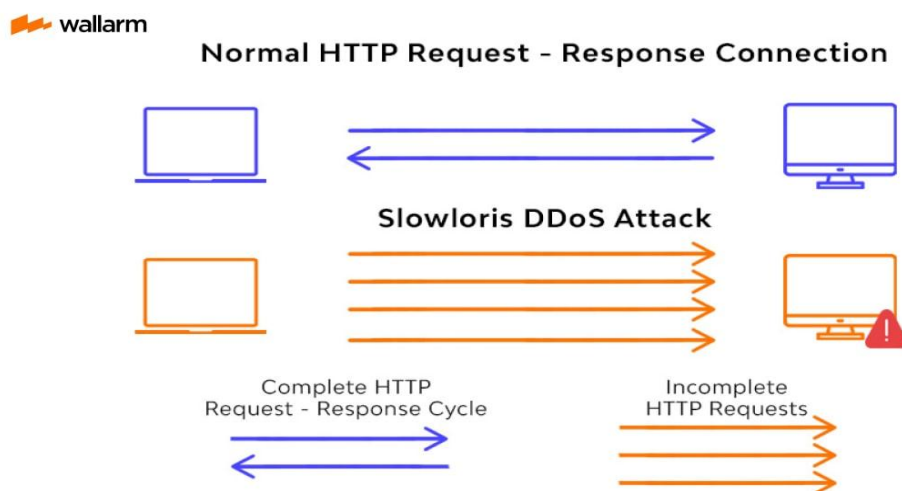 wallarm
Normal HTTP Request - Response Connection
Slowloris DDoS Attack
Complete HTTP
Request - Response Cycle
Incomplete
HTTP Requests